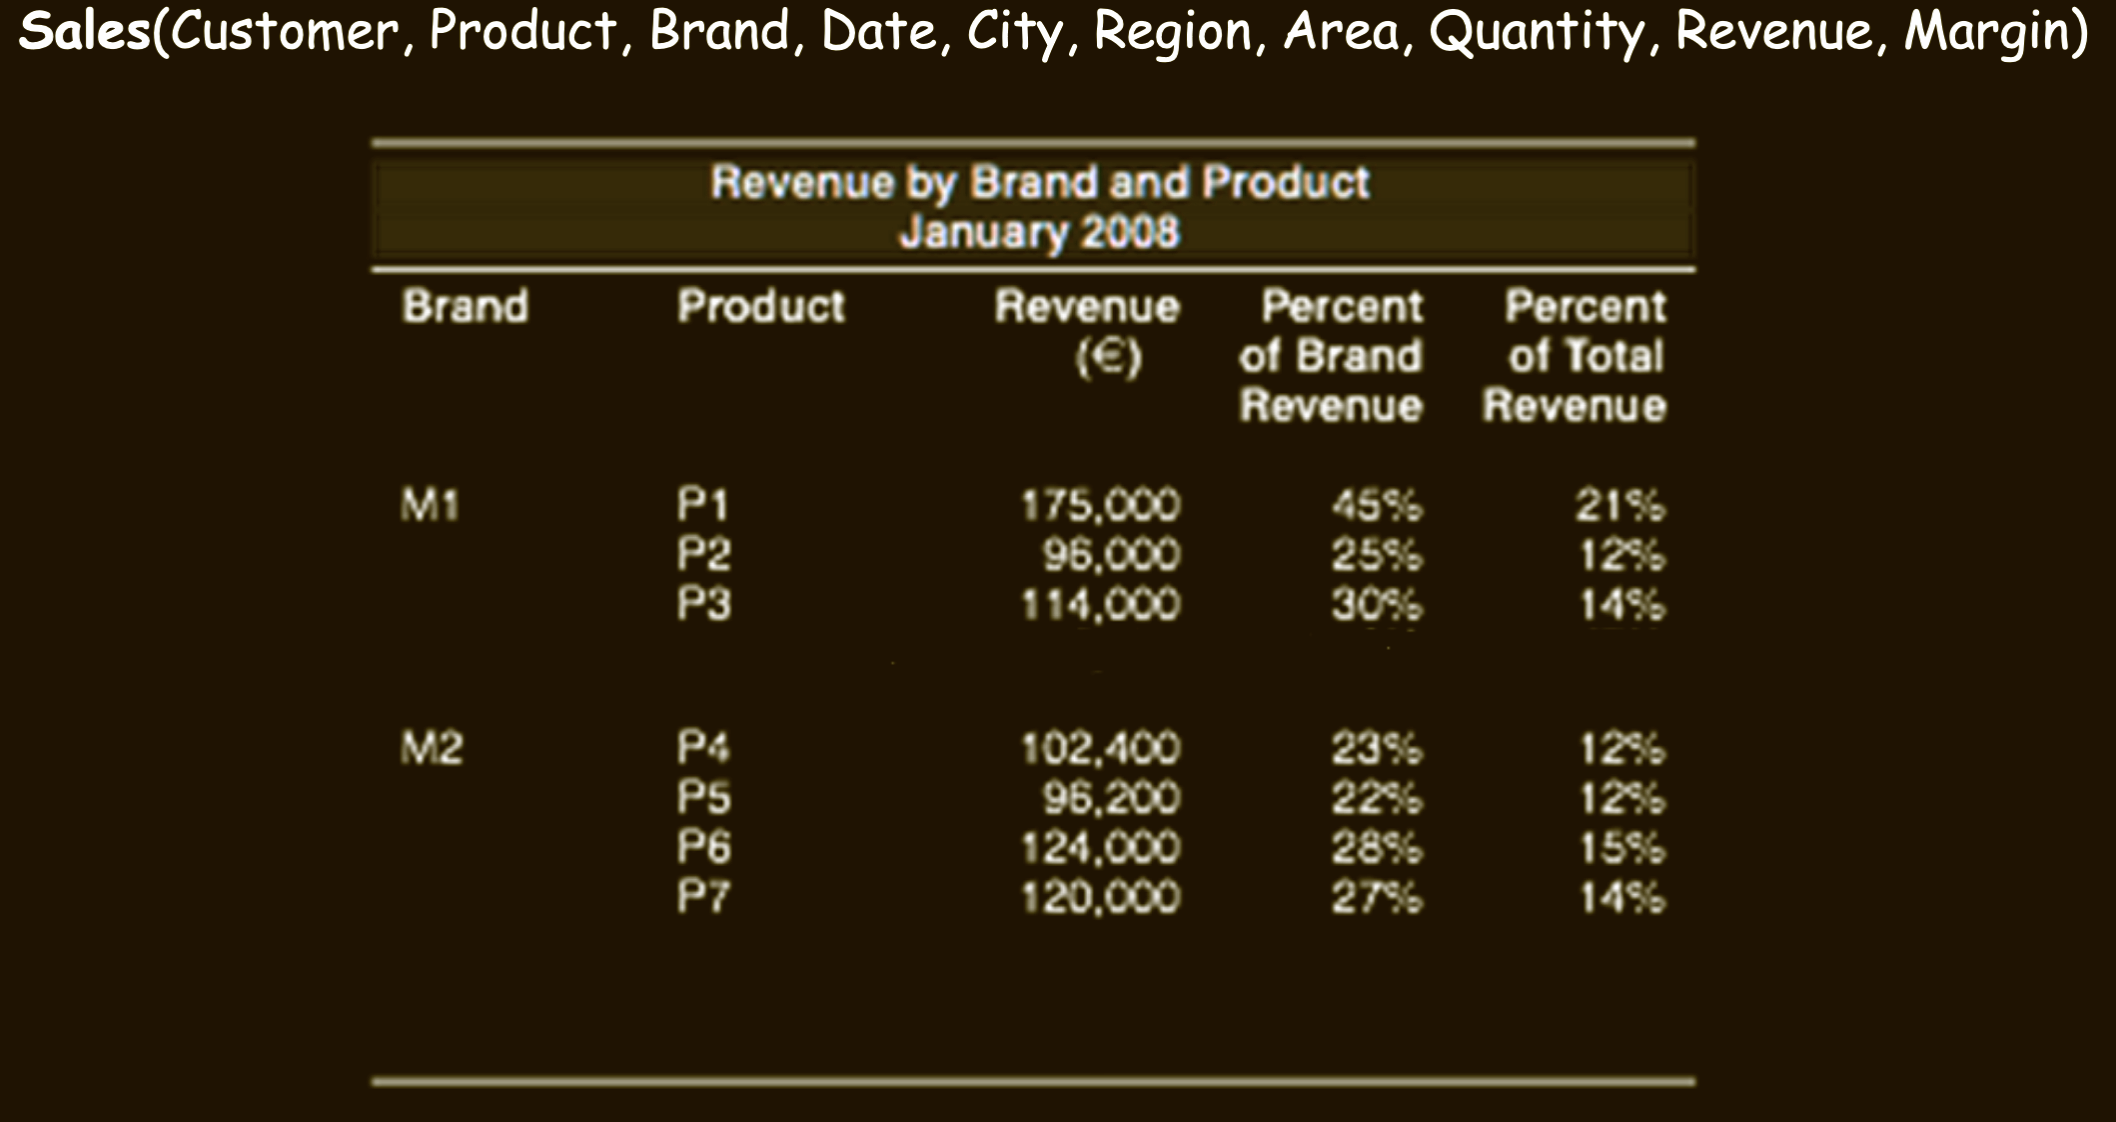 Sales(Customer, Product, Brand, Date, City, Region, Area, Quantity, Revenue, Margin)
Revenue by Brand and Product
January 2008
Brand Product Revenue Percent Percent
(€) of Brand of Total
Revenue Revenue
M1 P1 175,000 45% 21%
P2 96,000 25% 12%
P3 114,000 30% 14%
M2 P4 102,400 23% 12%
P5 96,200 22% 12%
P6 124,000 28% 15%
P7 120,000 27% 14%